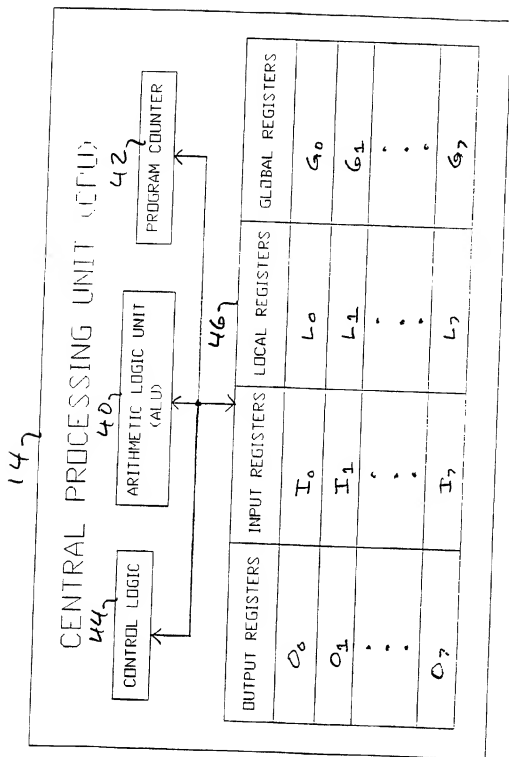 14
CENTRAL PROCESSING UNIT (CPU)
44
40
42
CONTROL LOGIC
ARITHMETIC LOGIC UNIT
(ALU)
PROGRAM COUNTER
46
OUTPUT REGISTERS INPUT REGISTERS LOCAL REGISTERS GLOBAL REGISTERS
O0 I0 L0 G0
O1 I1 L1 G1
O7 I7 L7 G7